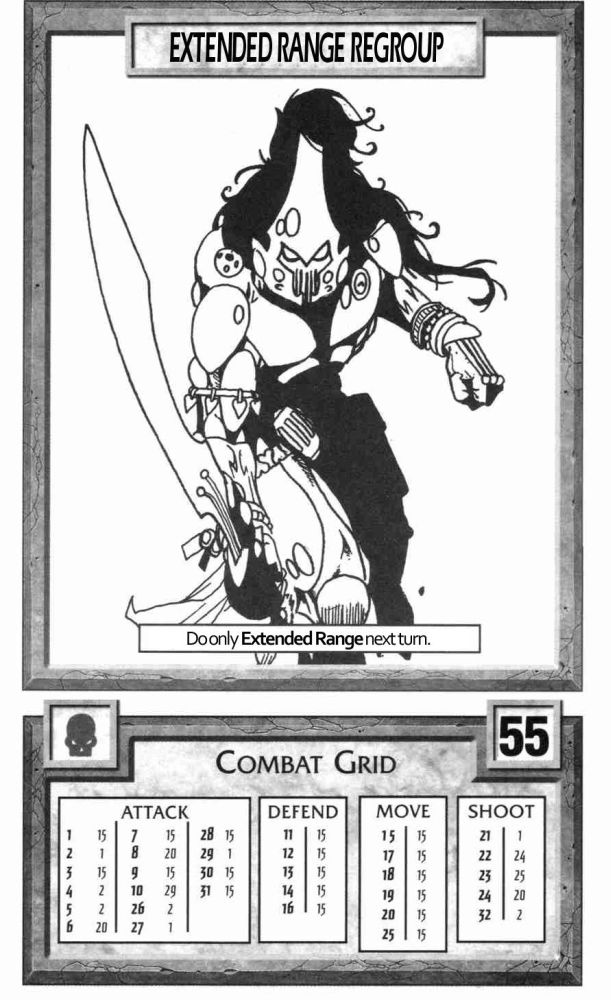 EXTENDED RANGE REGROUP
Do only Extended Range next turn.
55
COMBAT GRID
ATTACK
1 15 7 15 28 15
2 1 8 20 29 1
3 15 9 15 30 15
4 2 10 29 31 15
5 2 26 2
6 20 27 1
DEFEND
11 15
12 15
13 15
14 15
16 15
MOVE
15 15
17 15
18 15
19 15
20 15
25 15
SHOOT
21 1
22 24
23 25
24 20
32 2